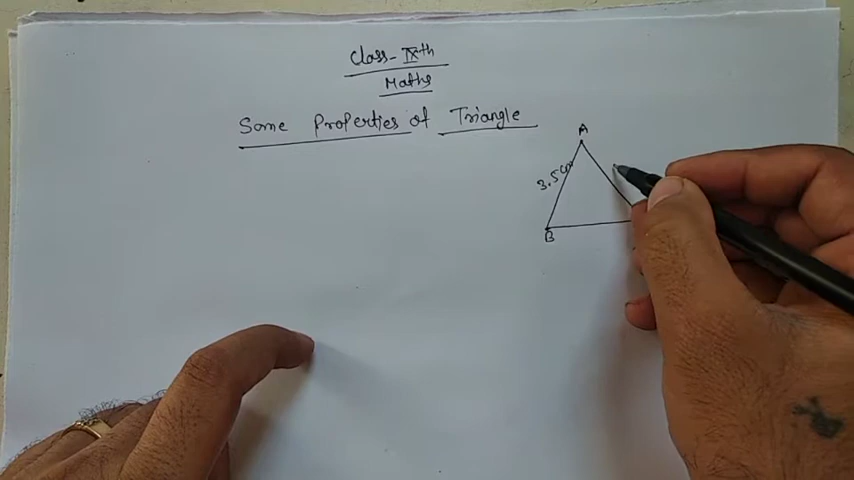 Class-IXth
Maths
Some Properties of Triangle
A
3.5cm
B